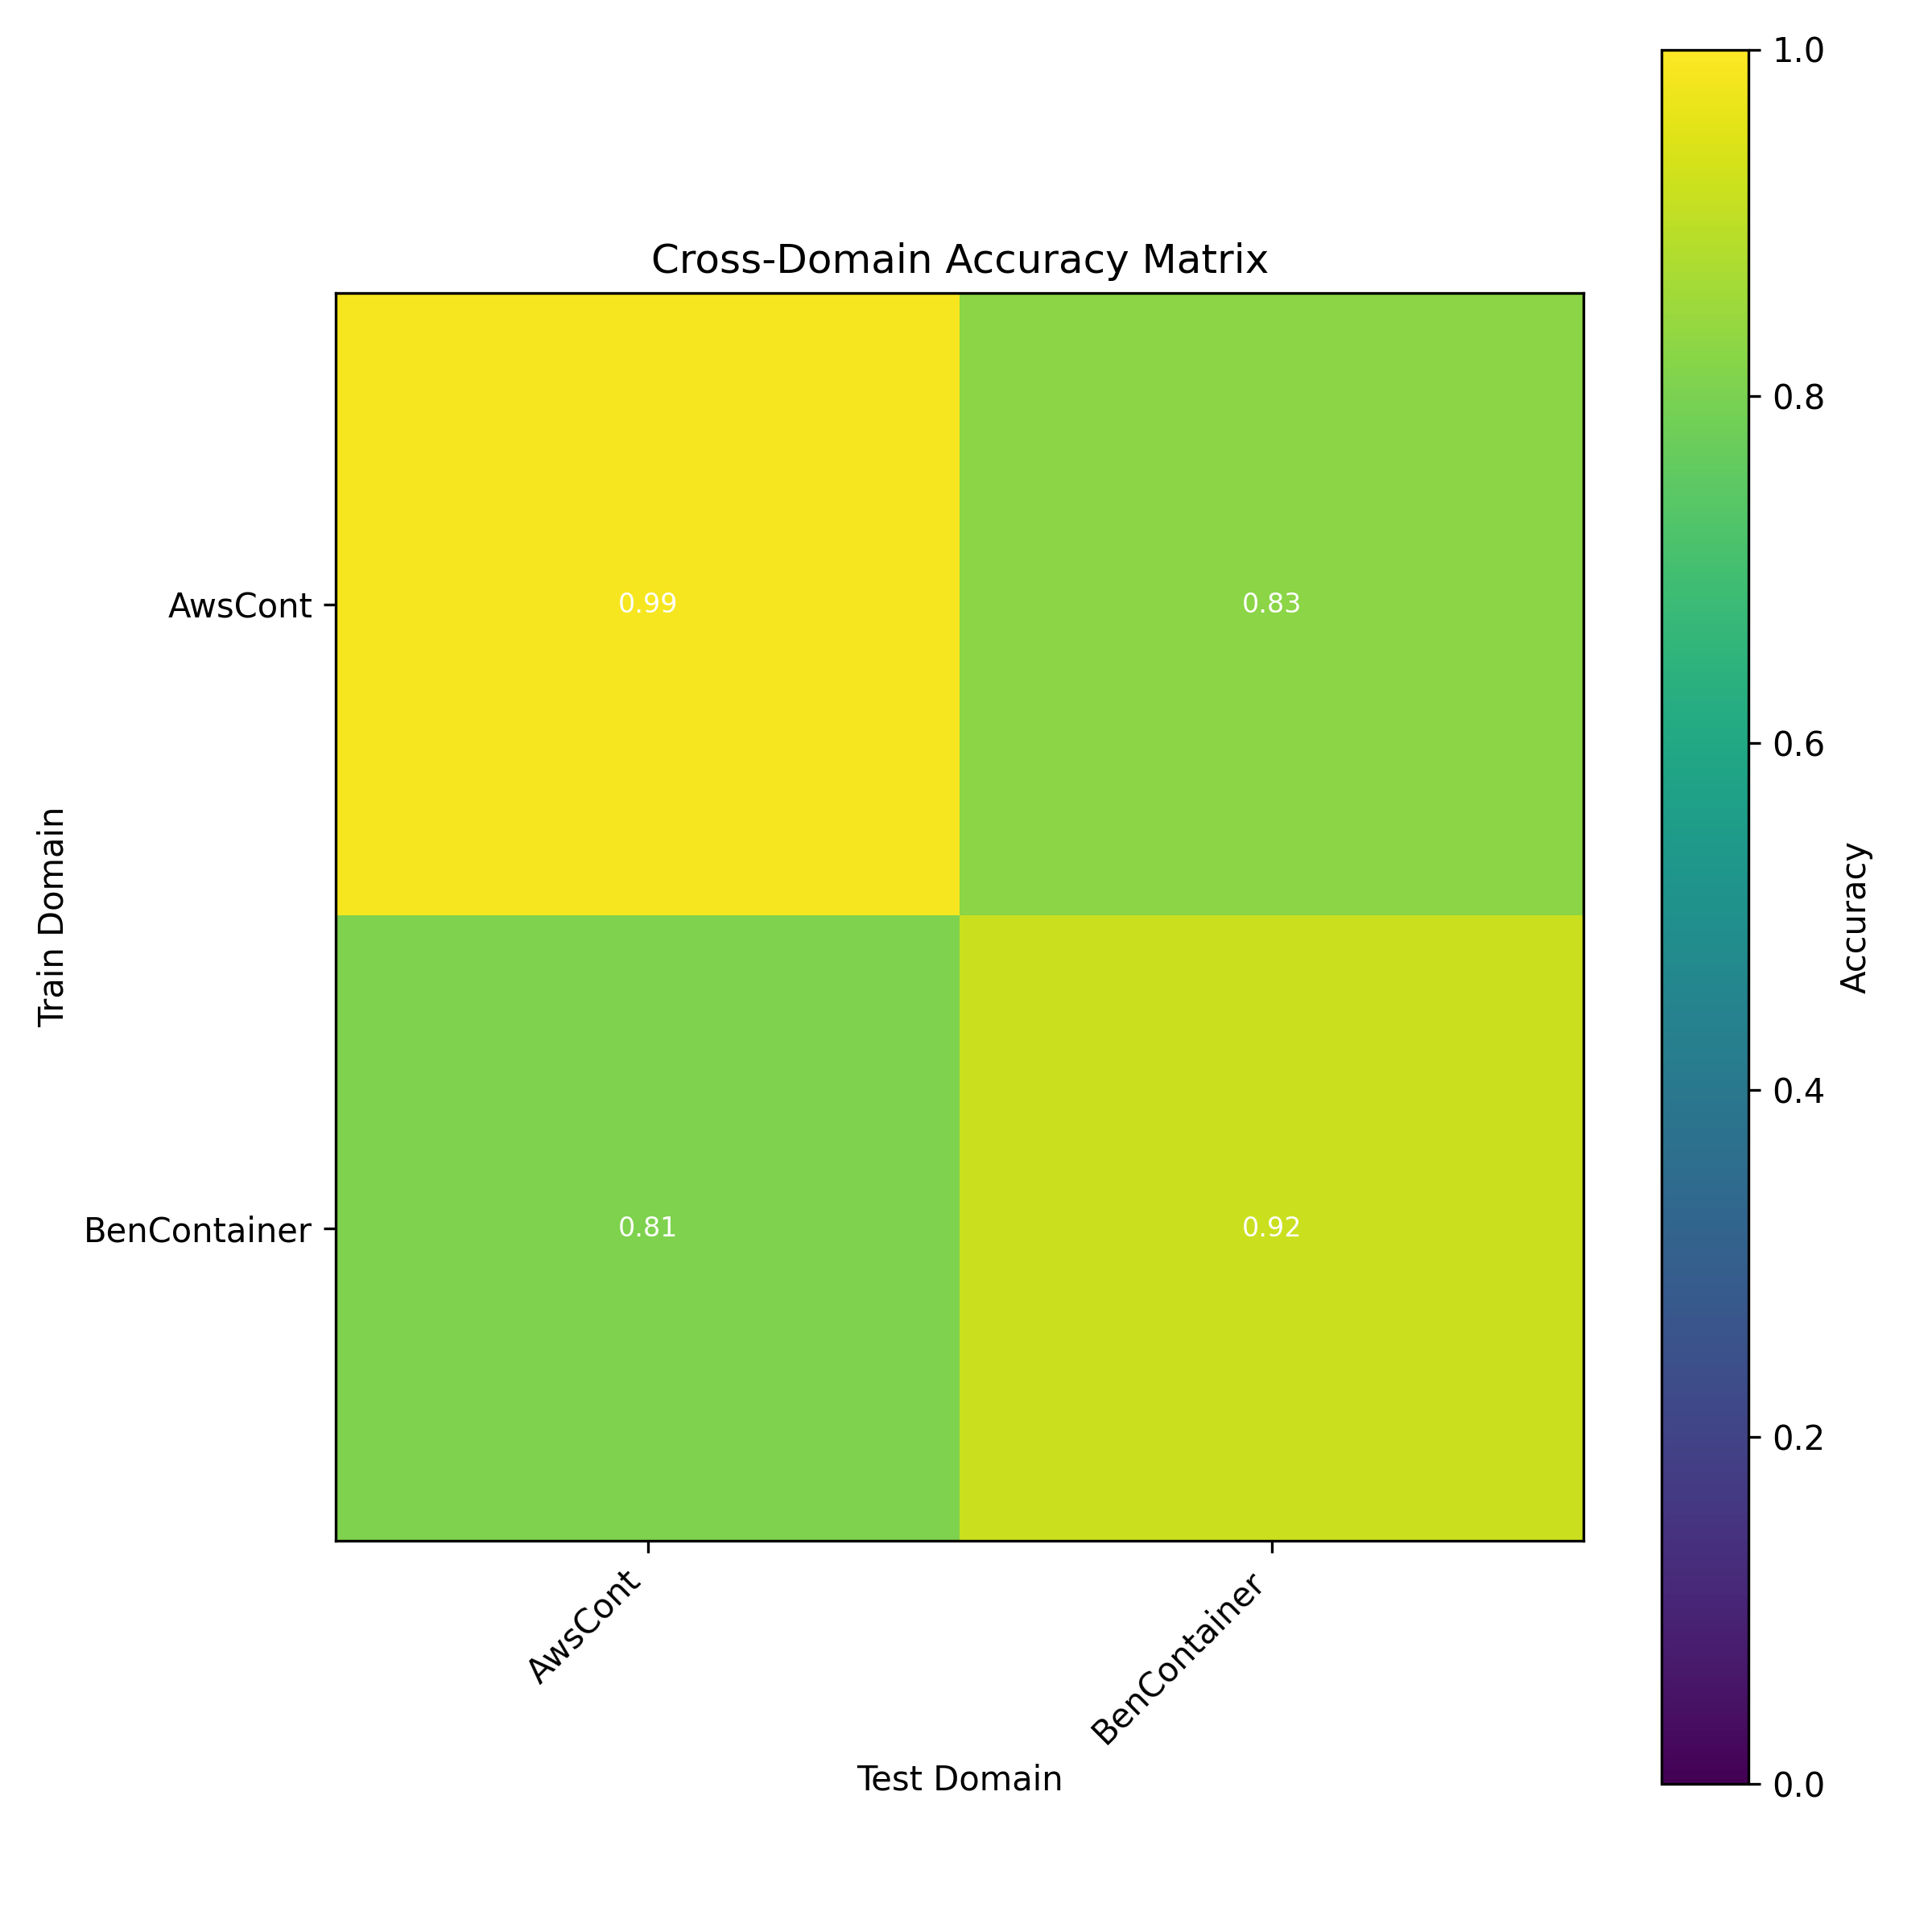 Cross-Domain Accuracy Matrix
1.0
0.8
0.6
0.4
0.2
0.0
Accuracy
Train Domain
AwsCont
0.99
0.83
BenContainer
0.81
0.92
AwsCont
BenContainer
Test Domain